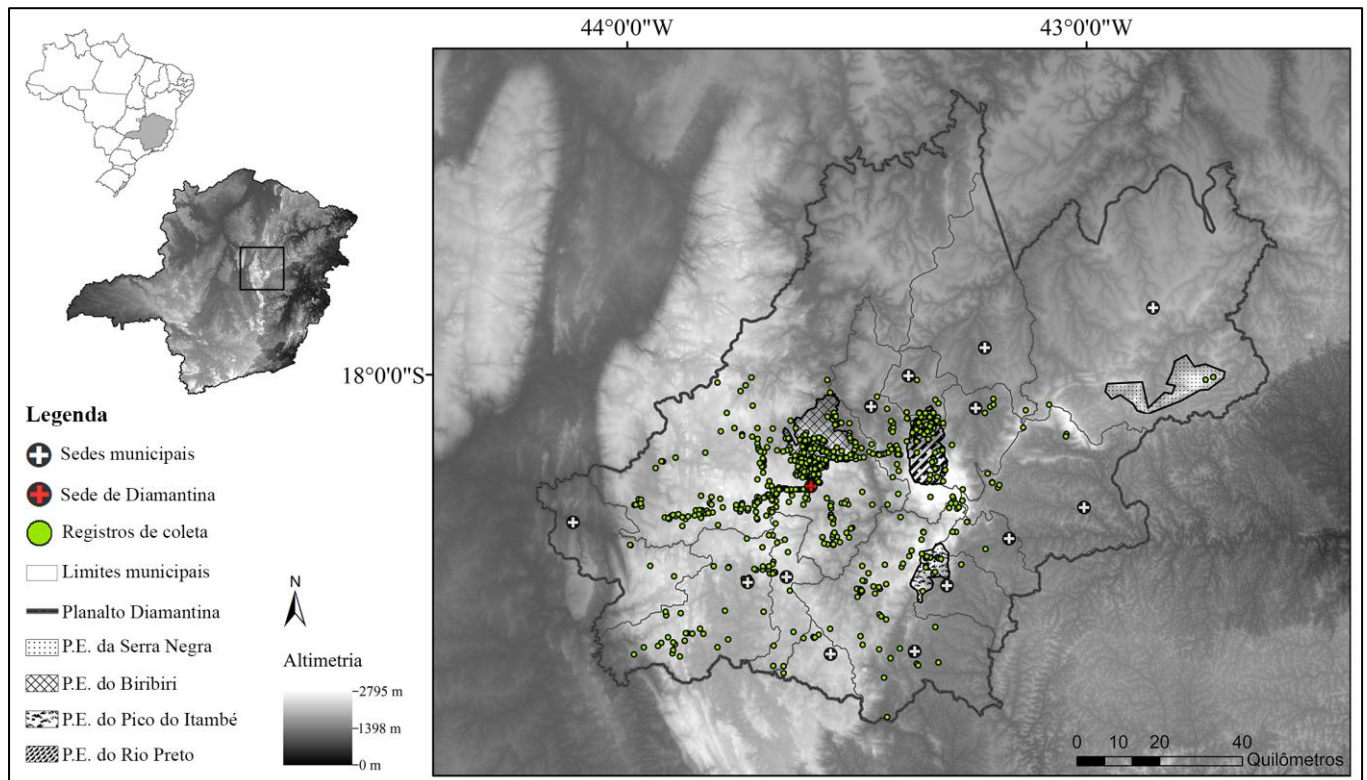 44°0'0"W
43°0'0"W
18°0'0"S
Legenda
Sedes municipais
Sede de Diamantina
Registros de coleta
Limites municipais
Planalto Diamantina
P.E. da Serra Negra
P.E. do Biribiri
P.E. do Pico do Itambé
P.E. do Rio Preto
N
Altimetria
2795 m
1398 m
0 m
0 10 20 40
Quilômetros